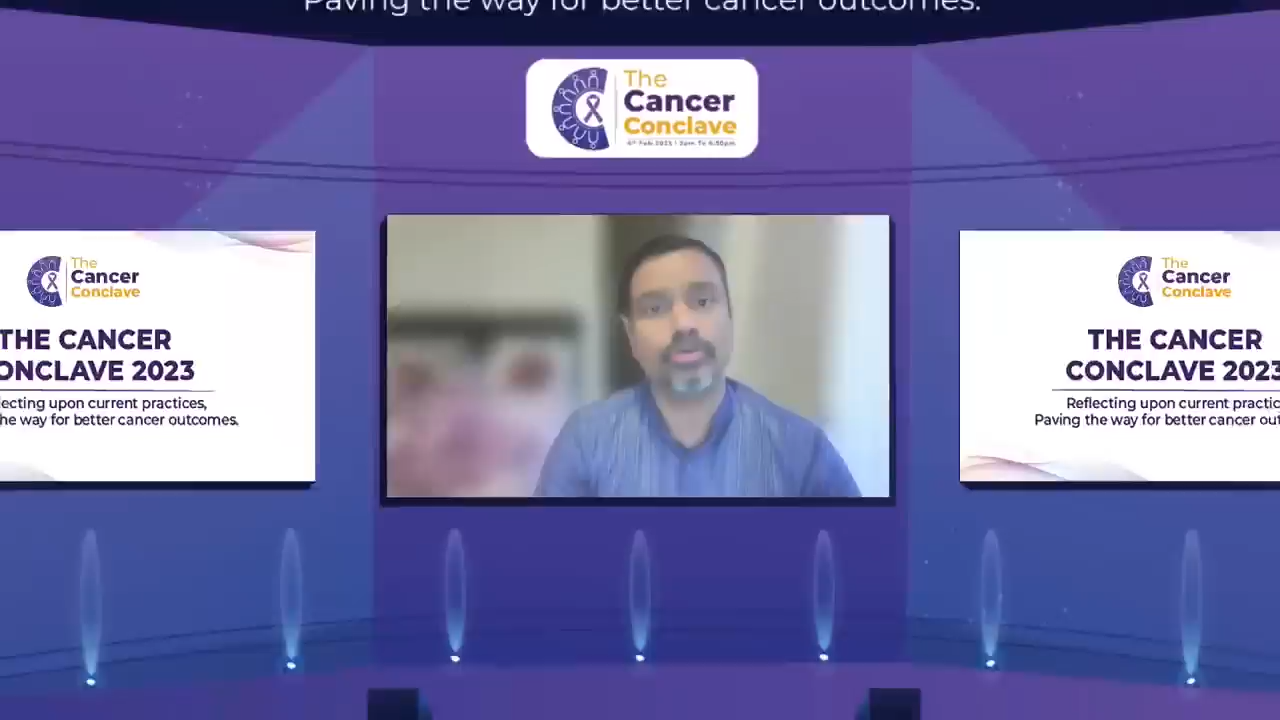 Paving the way for better cancer outcomes.
The
Cancer
Conclave
The
Cancer
Conclave
THE CANCER
ONCLAVE 2023
lecting upon current practices,
he way for better cancer outcomes.
The
Cancer
Conclave
THE CANCER
CONCLAVE 2023
Reflecting upon current practic
Paving the way for better cancer out